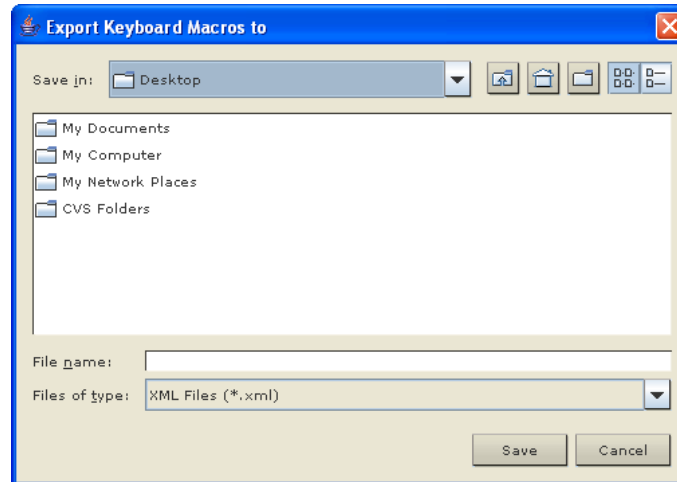 Export Keyboard Macros to
Save in: Desktop
My Documents
My Computer
My Network Places
CVS Folders
File name:
Files of type: XML Files (*.xml)
Save Cancel